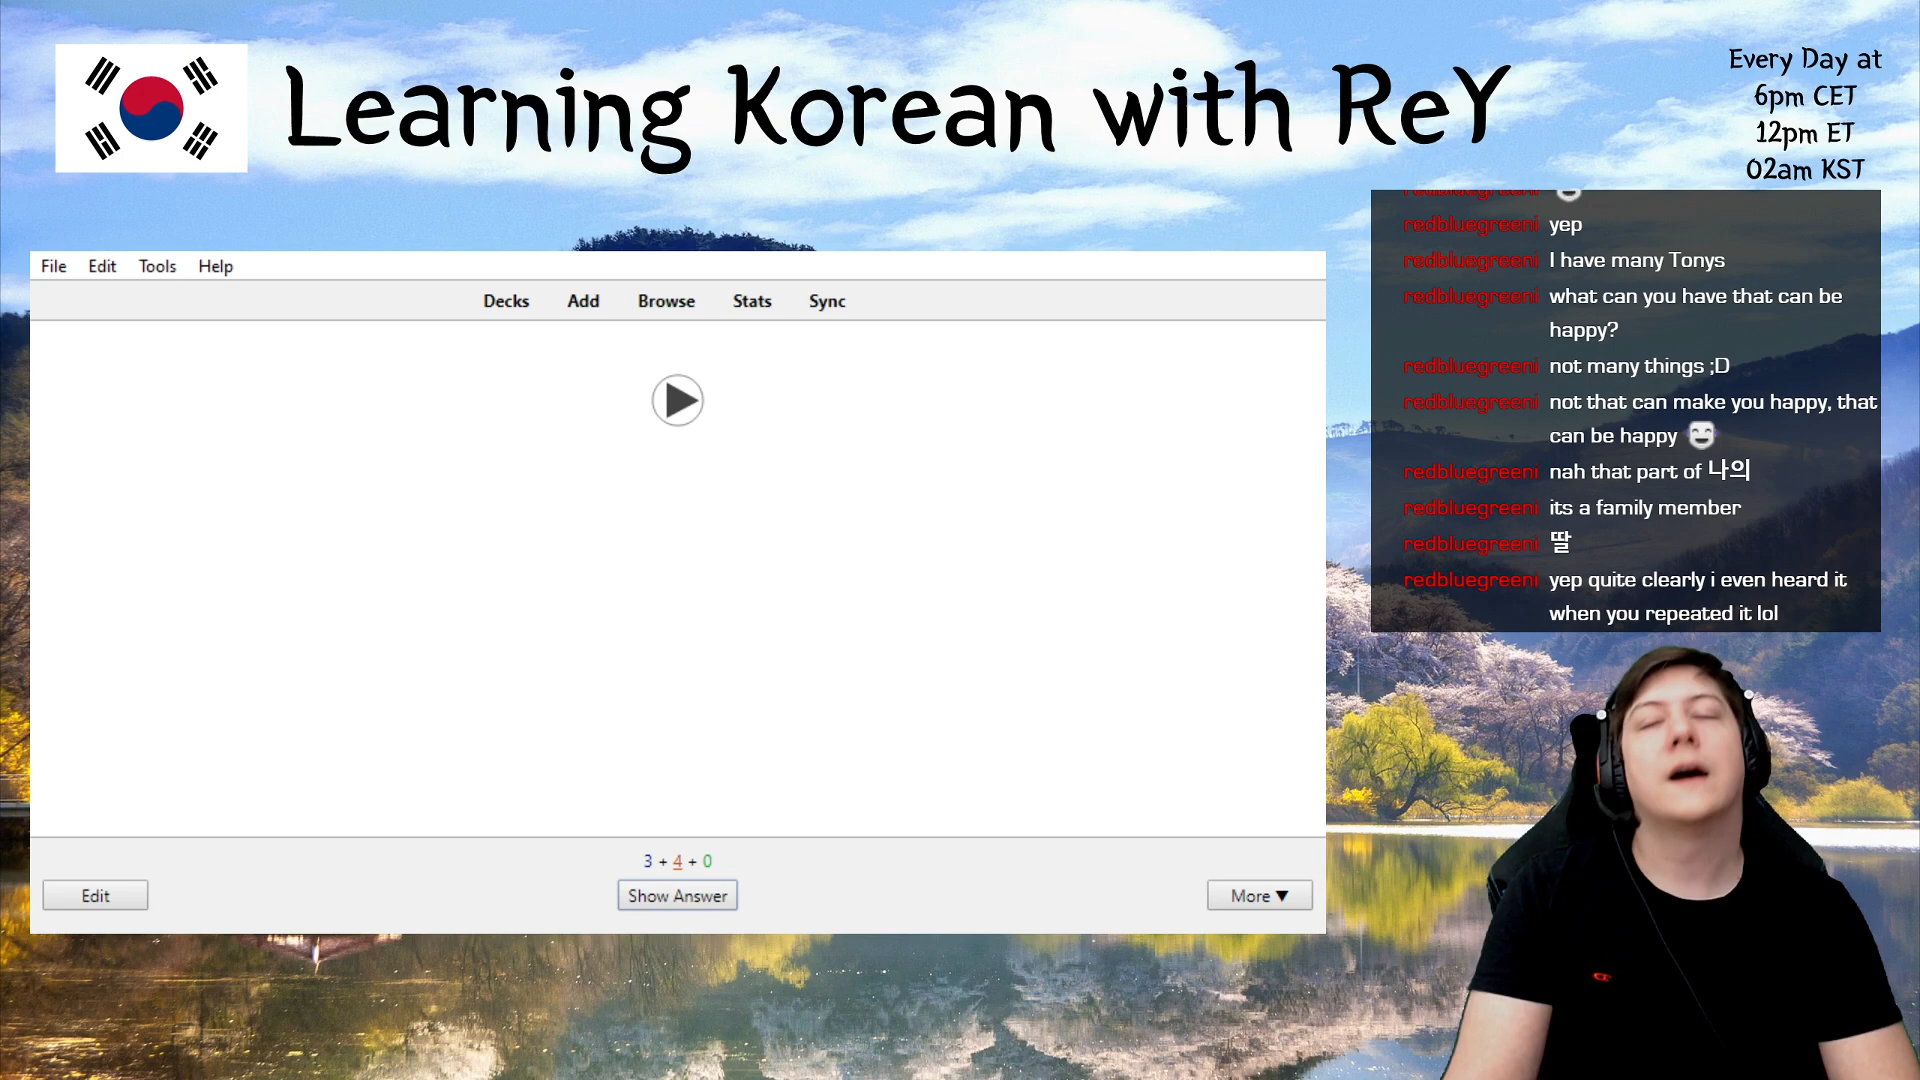 Learning Korean with ReY
Every Day at
6pm CET
12pm ET
02am KST
redbluegreeni yep
redbluegreeni I have many Tonys
redbluegreeni what can you have that can be
happy?
redbluegreeni not many things ;D
redbluegreeni not that can make you happy, that
can be happy
redbluegreeni nah that part of 나의
redbluegreeni its a family member
redbluegreeni 딸
redbluegreeni yep quite clearly i even heard it
when you repeated it lol
File Edit Tools Help
Decks Add Browse Stats Sync
3 + 4 + 0
Edit Show Answer More ▼